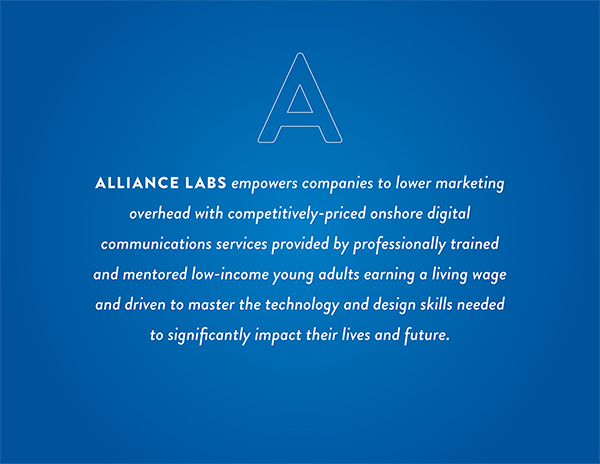 A
ALLIANCE LABS empowers companies to lower marketing
overhead with competitively-priced onshore digital
communications services provided by professionally trained
and mentored low-income young adults earning a living wage
and driven to master the technology and design skills needed
to significantly impact their lives and future.